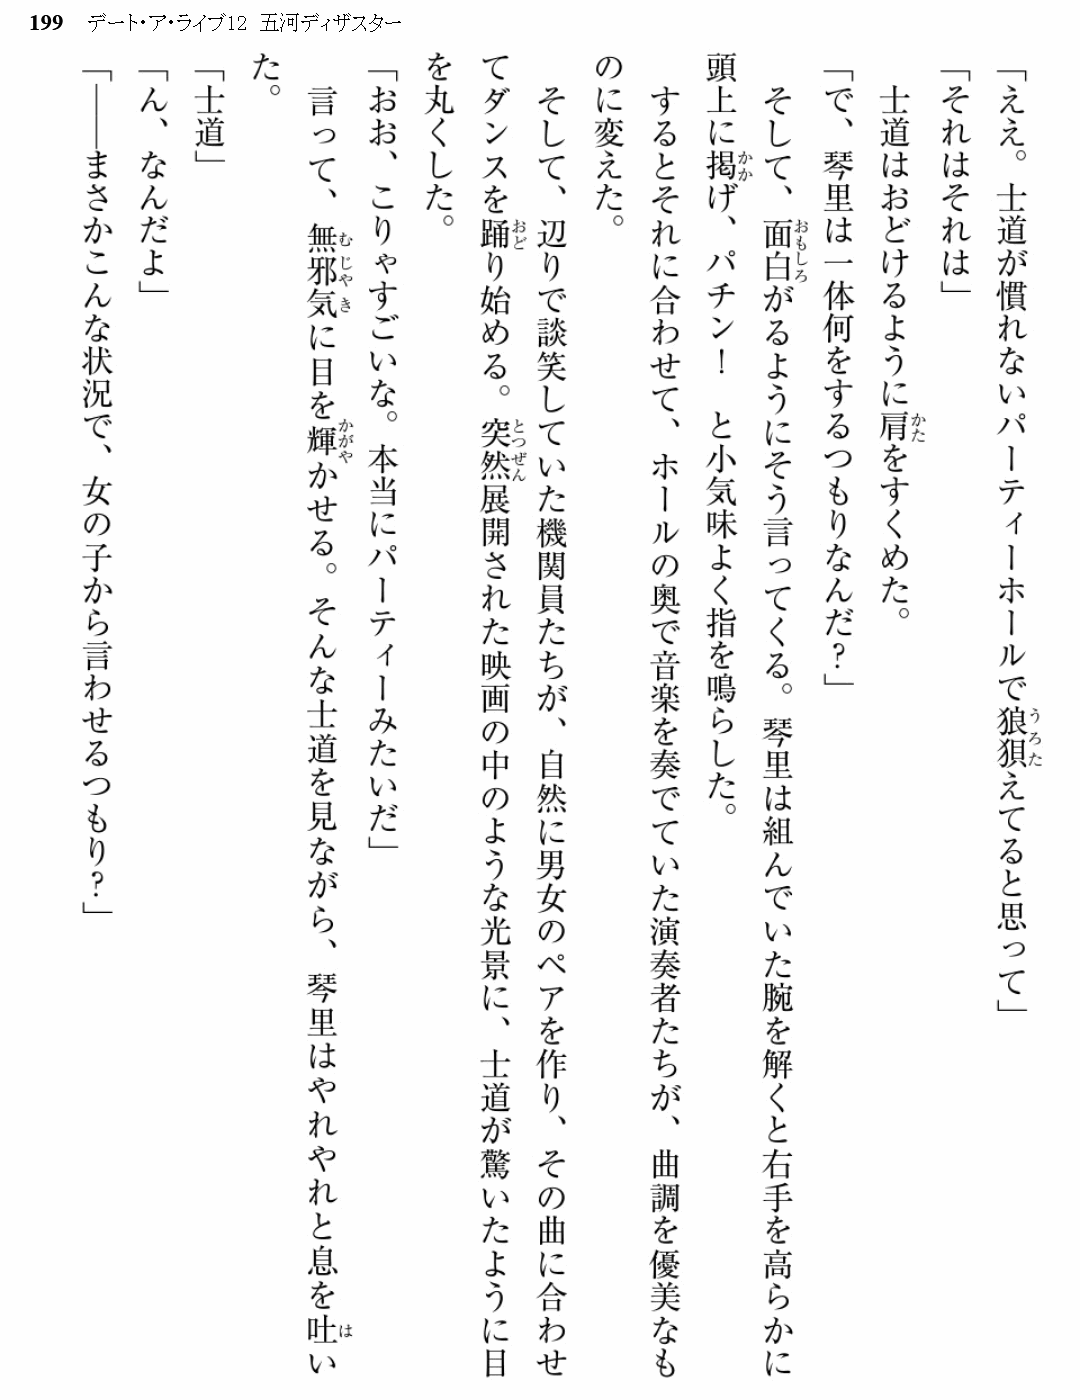 199 デート・ア・ライブ12 五河ディザスター
「ええ。士道が慣れないパーティーホールで狼狽えてると思って」
「それはそれは」
士道はおどけるように肩をすくめた。
「で、琴里は一体何をするつもりなんだ?」
そして、面白がるようにそう言ってくる。琴里は組んでいた腕を解くと右手を高らかに
頭上に掲げ、パチン! と小気味よく指を鳴らした。
するとそれに合わせて、ホールの奥で音楽を奏でていた演奏者たちが、曲調を優美なも
のに変えた。
そして、辺りで談笑していた機関員たちが、自然に男女のペアを作り、その曲に合わせ
てダンスを踊り始める。突然展開された映画の中のような光景に、士道が驚いたように目
を丸くした。
「おお、こりゃすごいな。本当にパーティーみたいだ」
言って、無邪気に目を輝かせる。そんな士道を見ながら、琴里はやれやれと息を吐い
た。
「士道」
「ん、なんだよ」
「――まさかこんな状況で、女の子から言わせるつもり?」